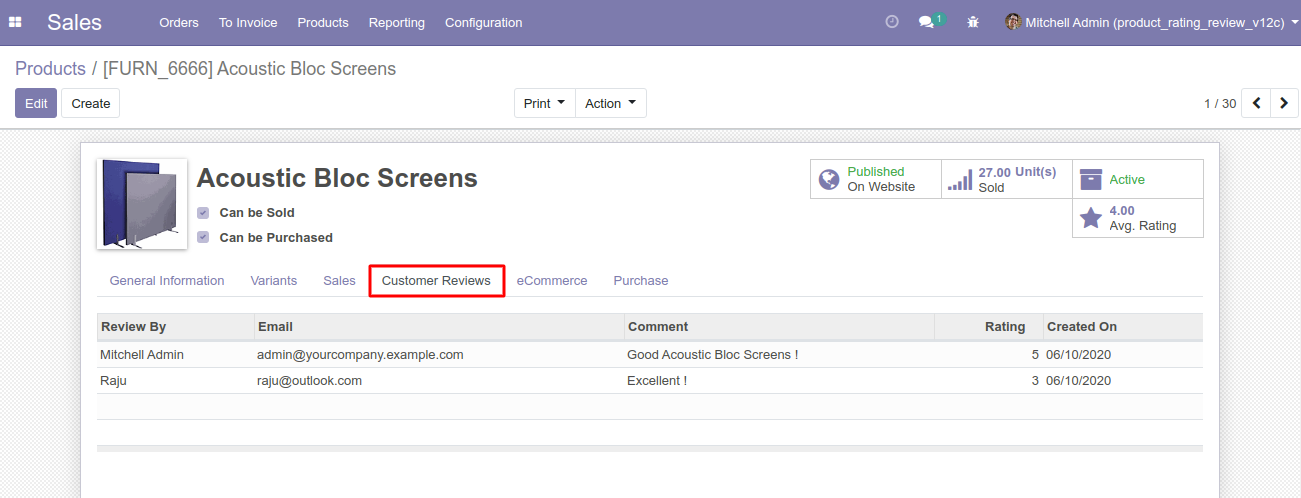 Sales Orders To Invoice Products Reporting Configuration 1 Mitchell Admin (product_rating_review_v12c)
Products / [FURN_6666] Acoustic Bloc Screens
Edit Create Print Action 1 / 30
Acoustic Bloc Screens
Can be Sold
Can be Purchased
Published
On Website
27.00 Unit(s)
Sold
Active
4.00
Avg. Rating
General Information Variants Sales Customer Reviews eCommerce Purchase
Review By Email Comment Rating Created On
Mitchell Admin admin@yourcompany.example.com Good Acoustic Bloc Screens ! 5 06/10/2020
Raju raju@outlook.com Excellent ! 3 06/10/2020